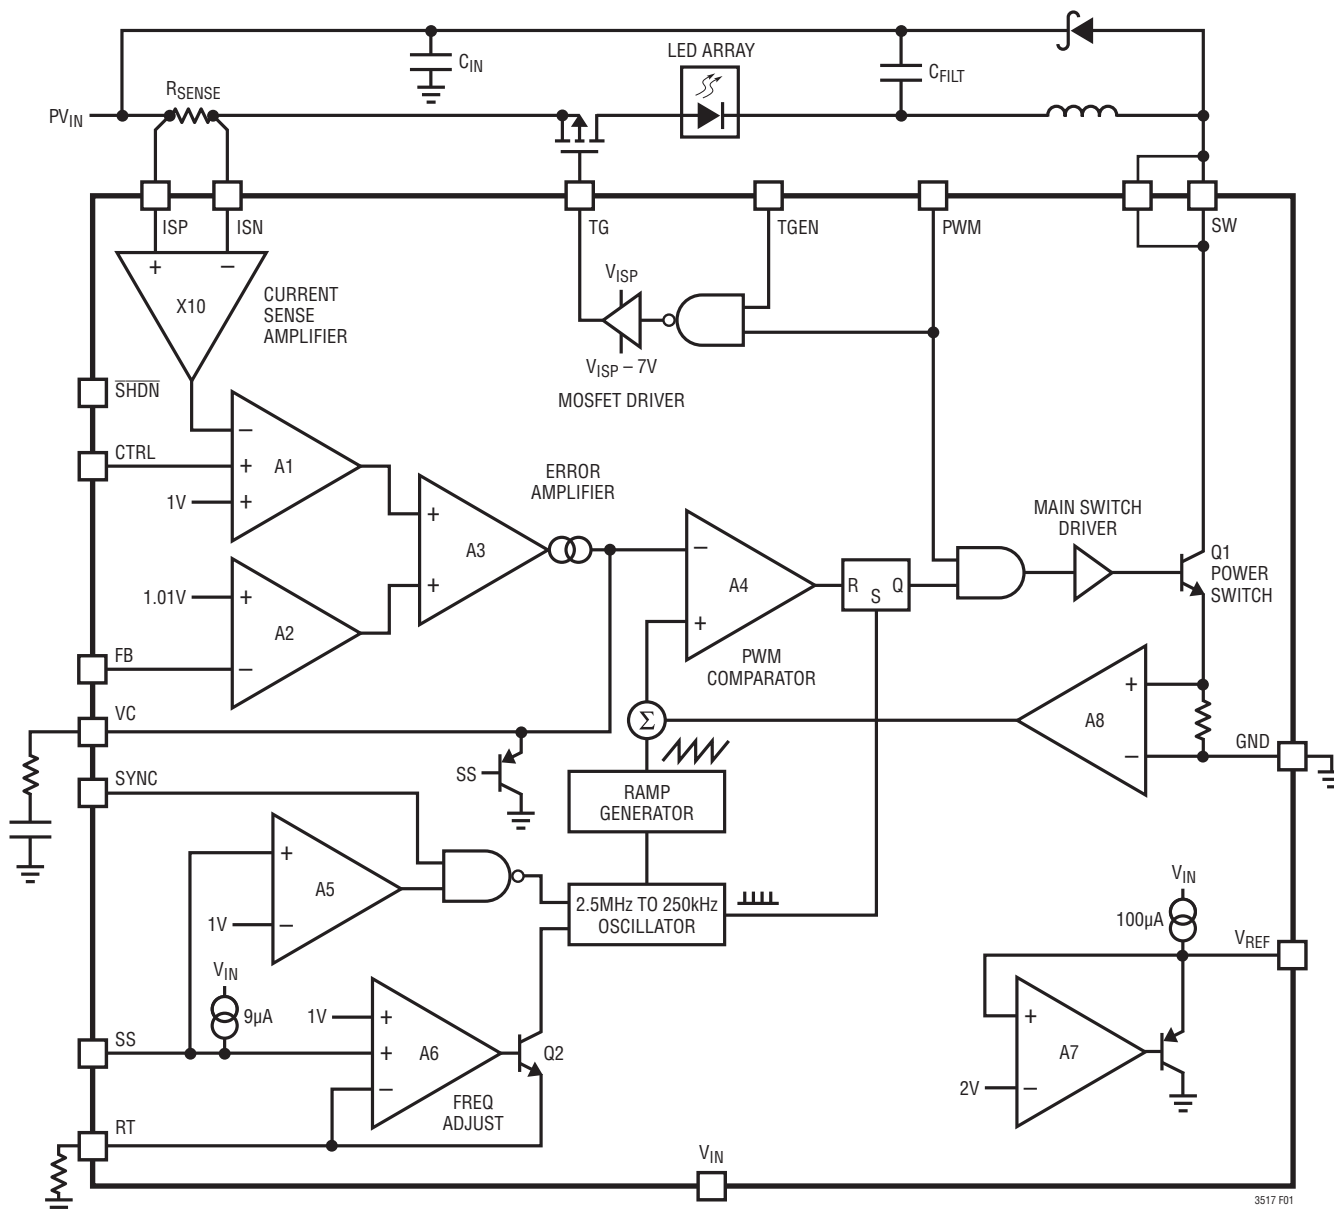 LED ARRAY
C_IN
C_FILT
R_SENSE
PV_IN
ISP
ISN
TG
TGEN
PWM
SW
+
−
X10
CURRENT
SENSE
AMPLIFIER
V_ISP
V_ISP – 7V
MOSFET DRIVER
SHDN
CTRL
1V
−
+
+
A1
ERROR
AMPLIFIER
+
+
A3
1.01V
+
−
A2
FB
VC
−
+
A4
PWM
COMPARATOR
R
S
Q
MAIN SWITCH
DRIVER
Q1
POWER
SWITCH
+
−
A8
GND
Σ
SS
SYNC
RAMP
GENERATOR
+
−
A5
1V
2.5MHz TO 250kHz
OSCILLATOR
V_IN
9µA
SS
1V
+
+
−
A6
Q2
FREQ
ADJUST
RT
V_IN
100µA
V_REF
+
−
A7
2V
V_IN
3517 F01